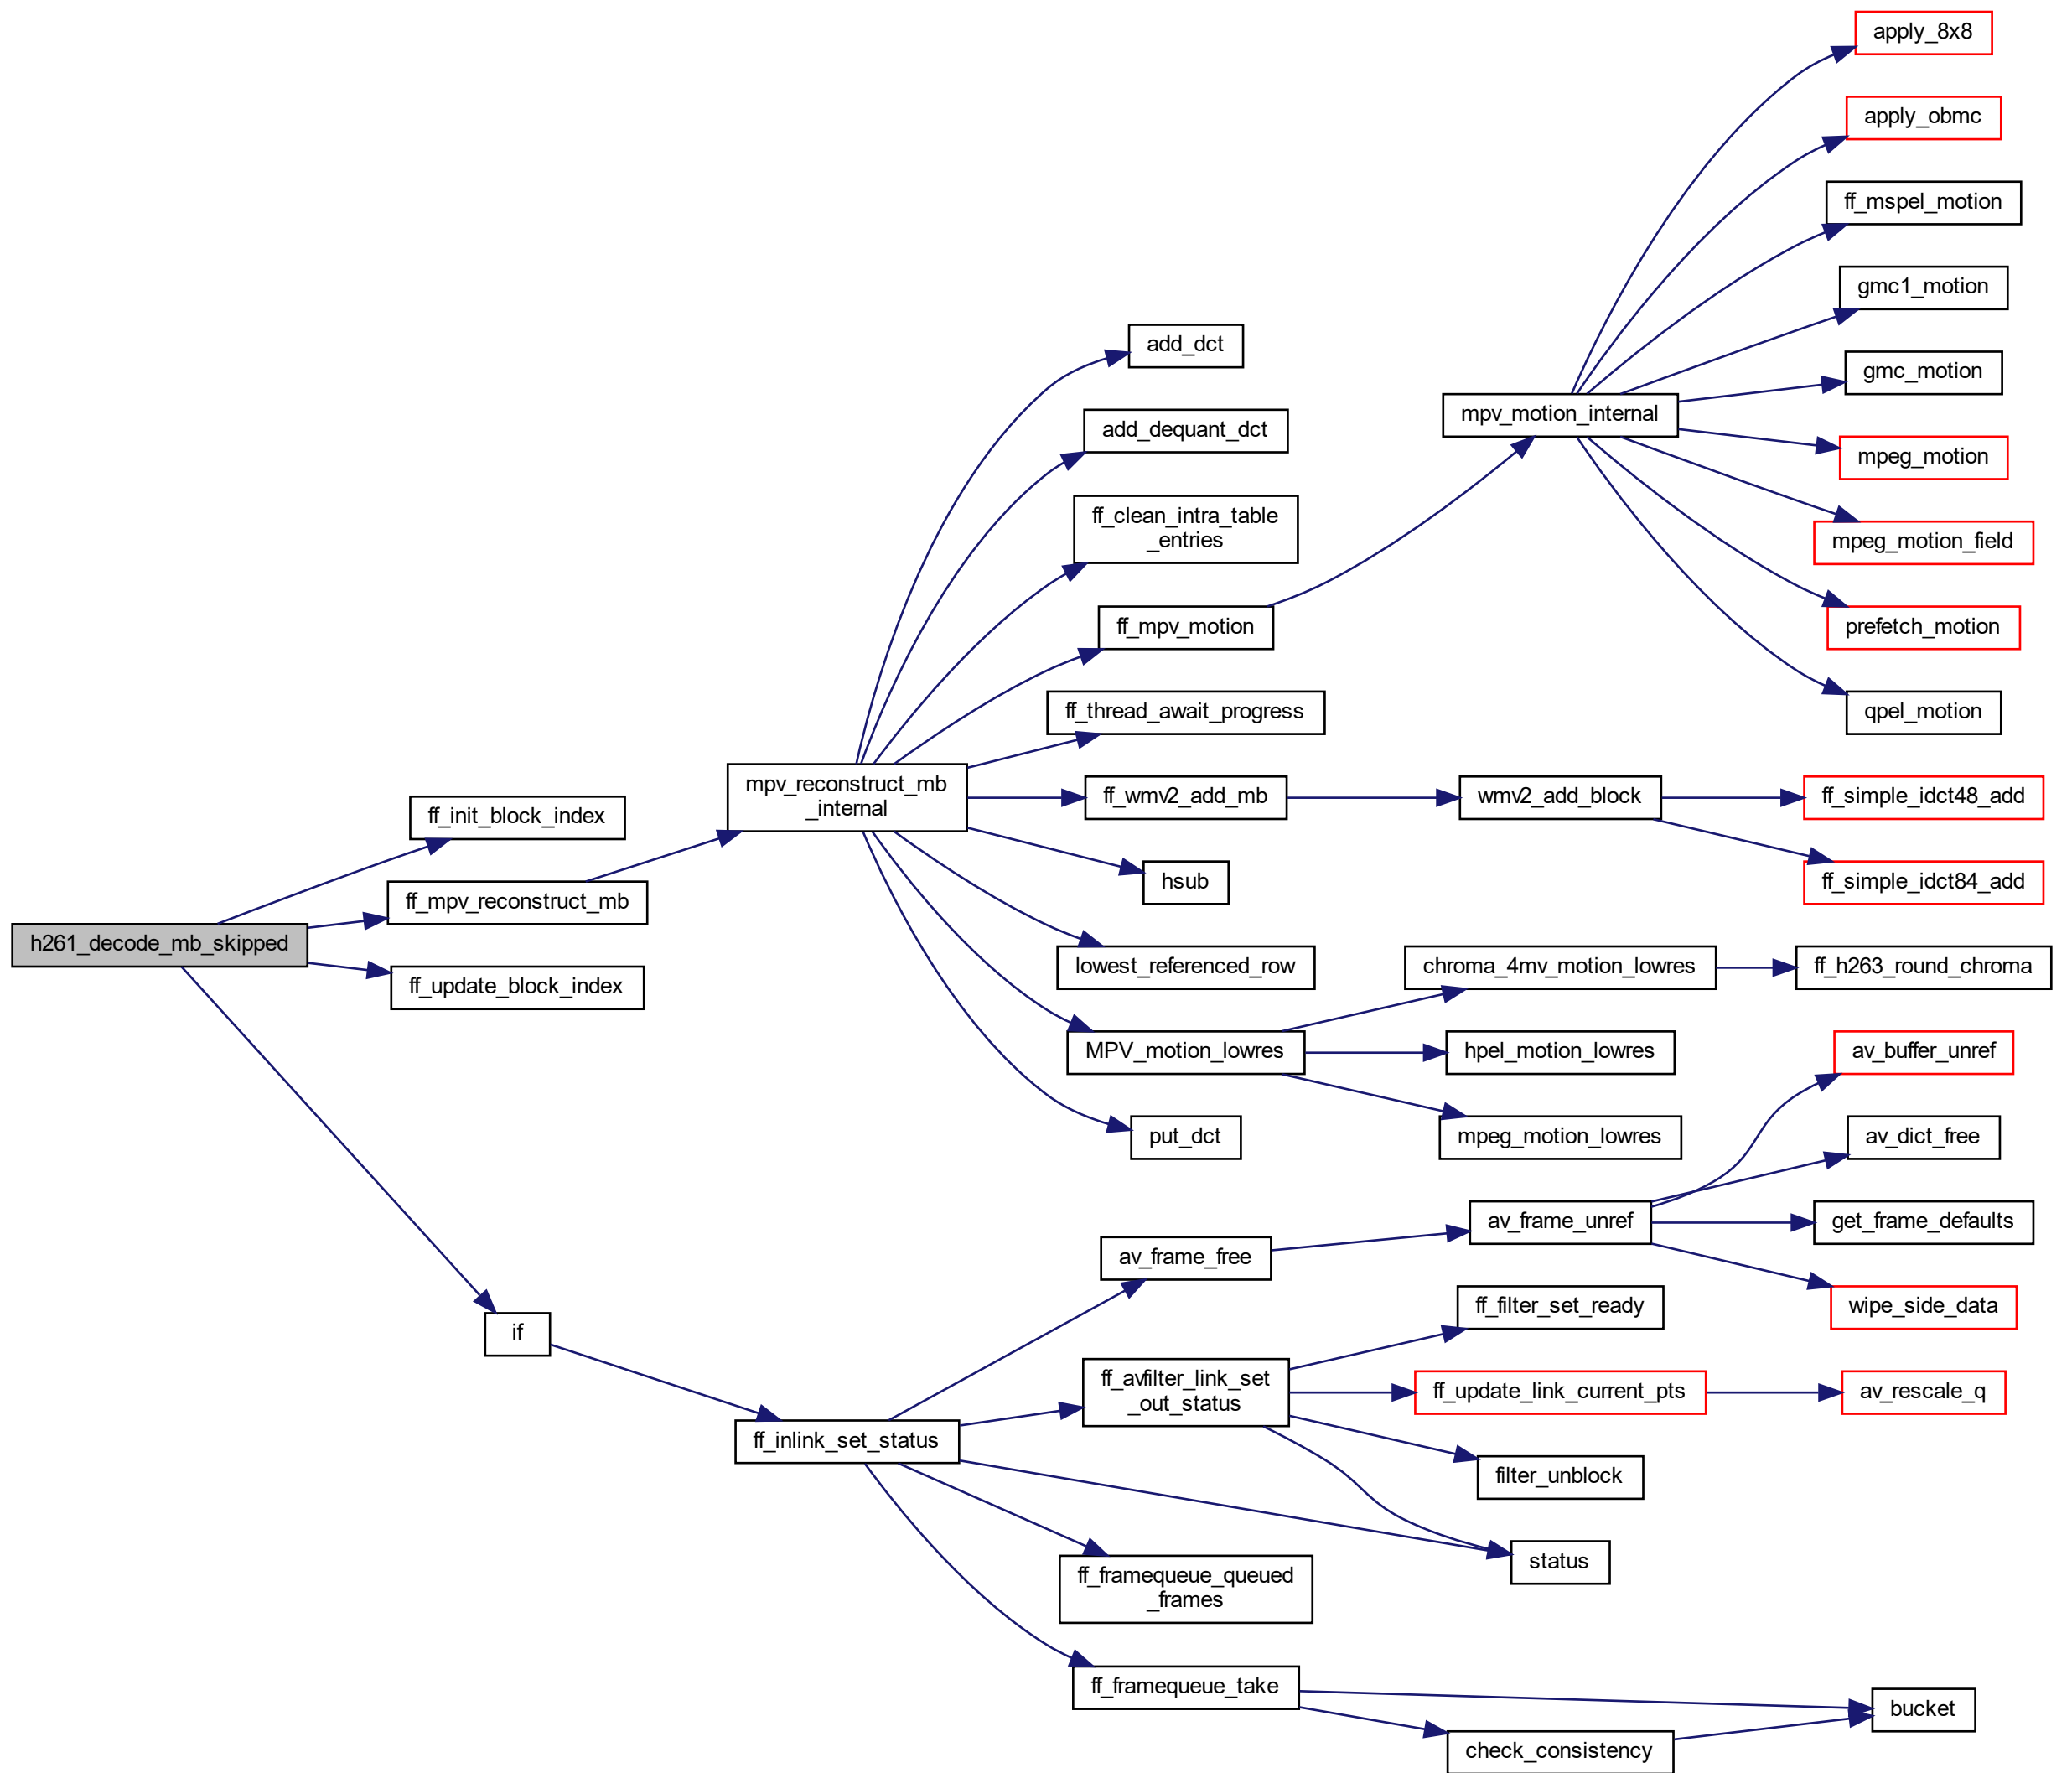 apply_8x8
apply_obmc
ff_mspel_motion
gmc1_motion
add_dct
gmc_motion
mpv_motion_internal
add_dequant_dct
mpeg_motion
ff_clean_intra_table
_entries
mpeg_motion_field
ff_mpv_motion
prefetch_motion
ff_thread_await_progress
qpel_motion
mpv_reconstruct_mb
_internal
ff_init_block_index
ff_wmv2_add_mb
wmv2_add_block
ff_simple_idct48_add
hsub
ff_simple_idct84_add
ff_mpv_reconstruct_mb
h261_decode_mb_skipped
lowest_referenced_row
chroma_4mv_motion_lowres
ff_h263_round_chroma
ff_update_block_index
MPV_motion_lowres
hpel_motion_lowres
av_buffer_unref
put_dct
mpeg_motion_lowres
av_dict_free
av_frame_unref
get_frame_defaults
av_frame_free
if
ff_filter_set_ready
wipe_side_data
ff_avfilter_link_set
_out_status
ff_update_link_current_pts
av_rescale_q
ff_inlink_set_status
filter_unblock
status
ff_framequeue_queued
_frames
ff_framequeue_take
bucket
check_consistency